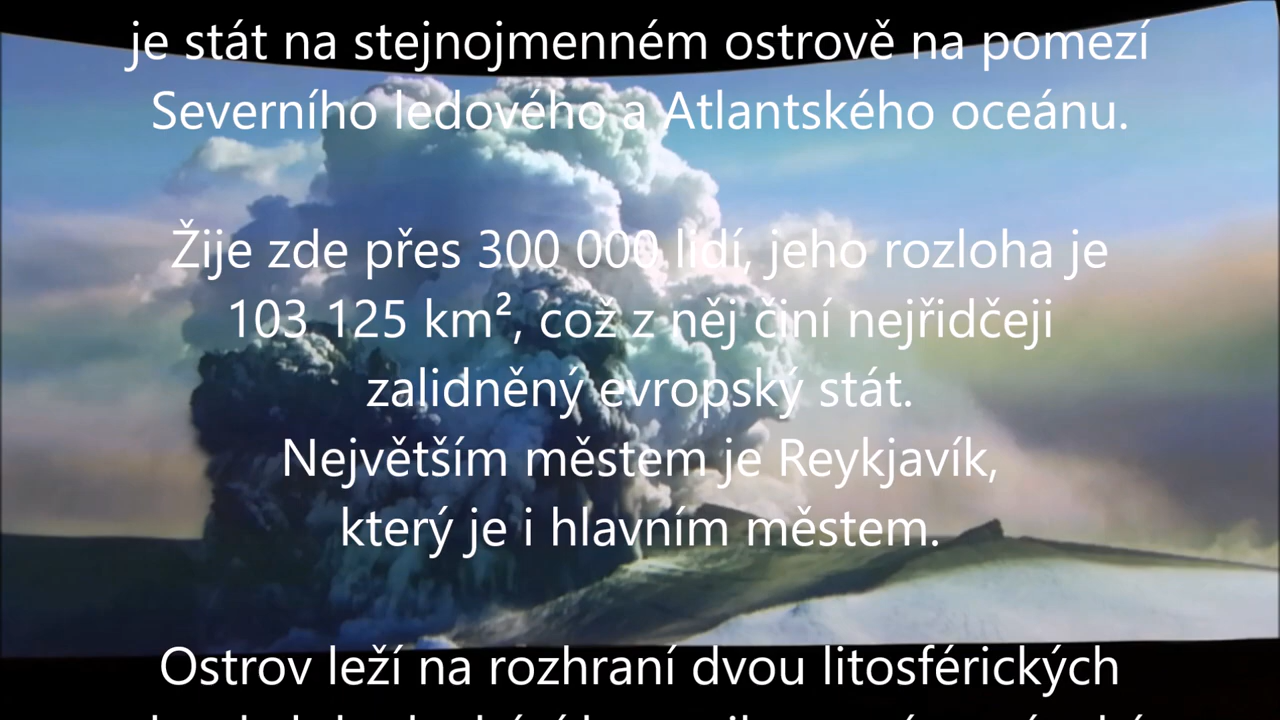 je stát na stejnojmenném ostrově na pomezí
Severního ledového a Atlantského oceánu.
Žije zde přes 300 000 lidí, jeho rozloha je
103 125 km², což z něj činí nejřidčeji
zalidněný evropský stát.
Největším městem je Reykjavík,
který je i hlavním městem.
Ostrov leží na rozhraní dvou litosférických